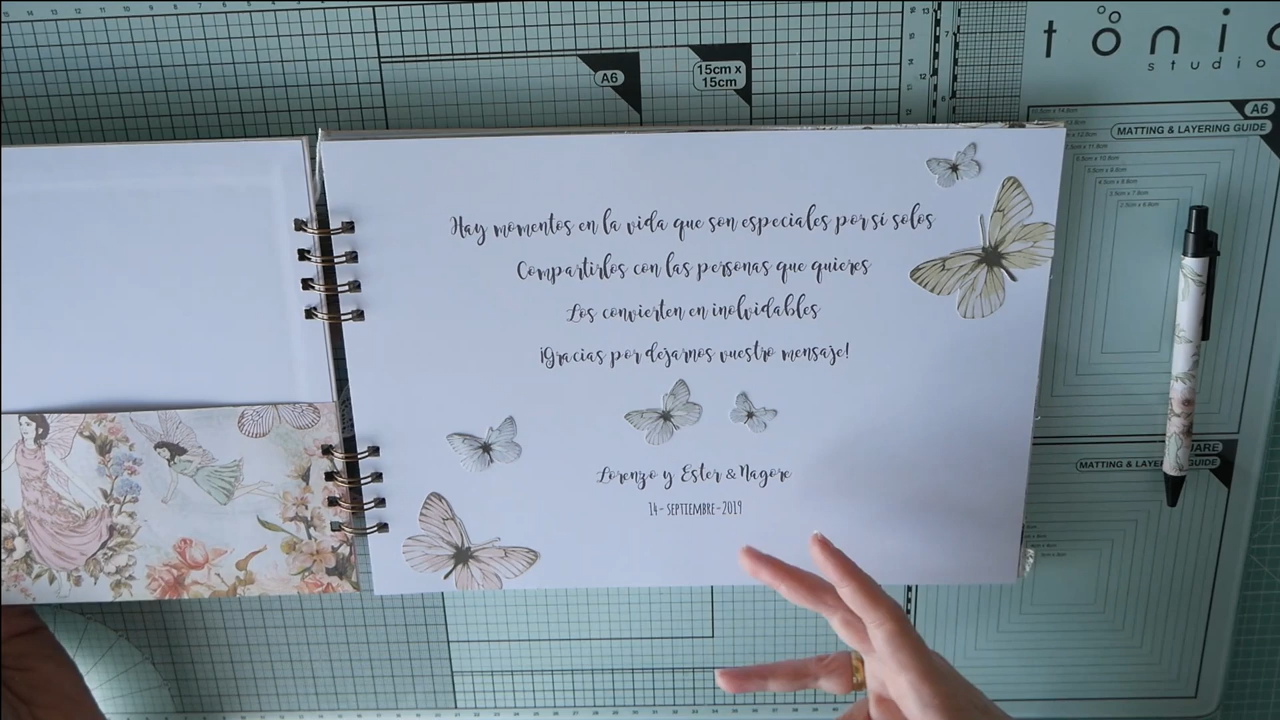 tonic
studio
A6
15cm x
15cm
A6
MATTING & LAYERING GUIDE
Hay momentos en la vida que son especiales por sí solos
Compartirlos con las personas que quieres
Los convierten en inolvidables
¡Gracias por dejarnos vuestro mensaje!
MATTING & LAYERING GUIDE
Lorenzo y Ester & Nagore
14-SEPTIEMBRE-2019